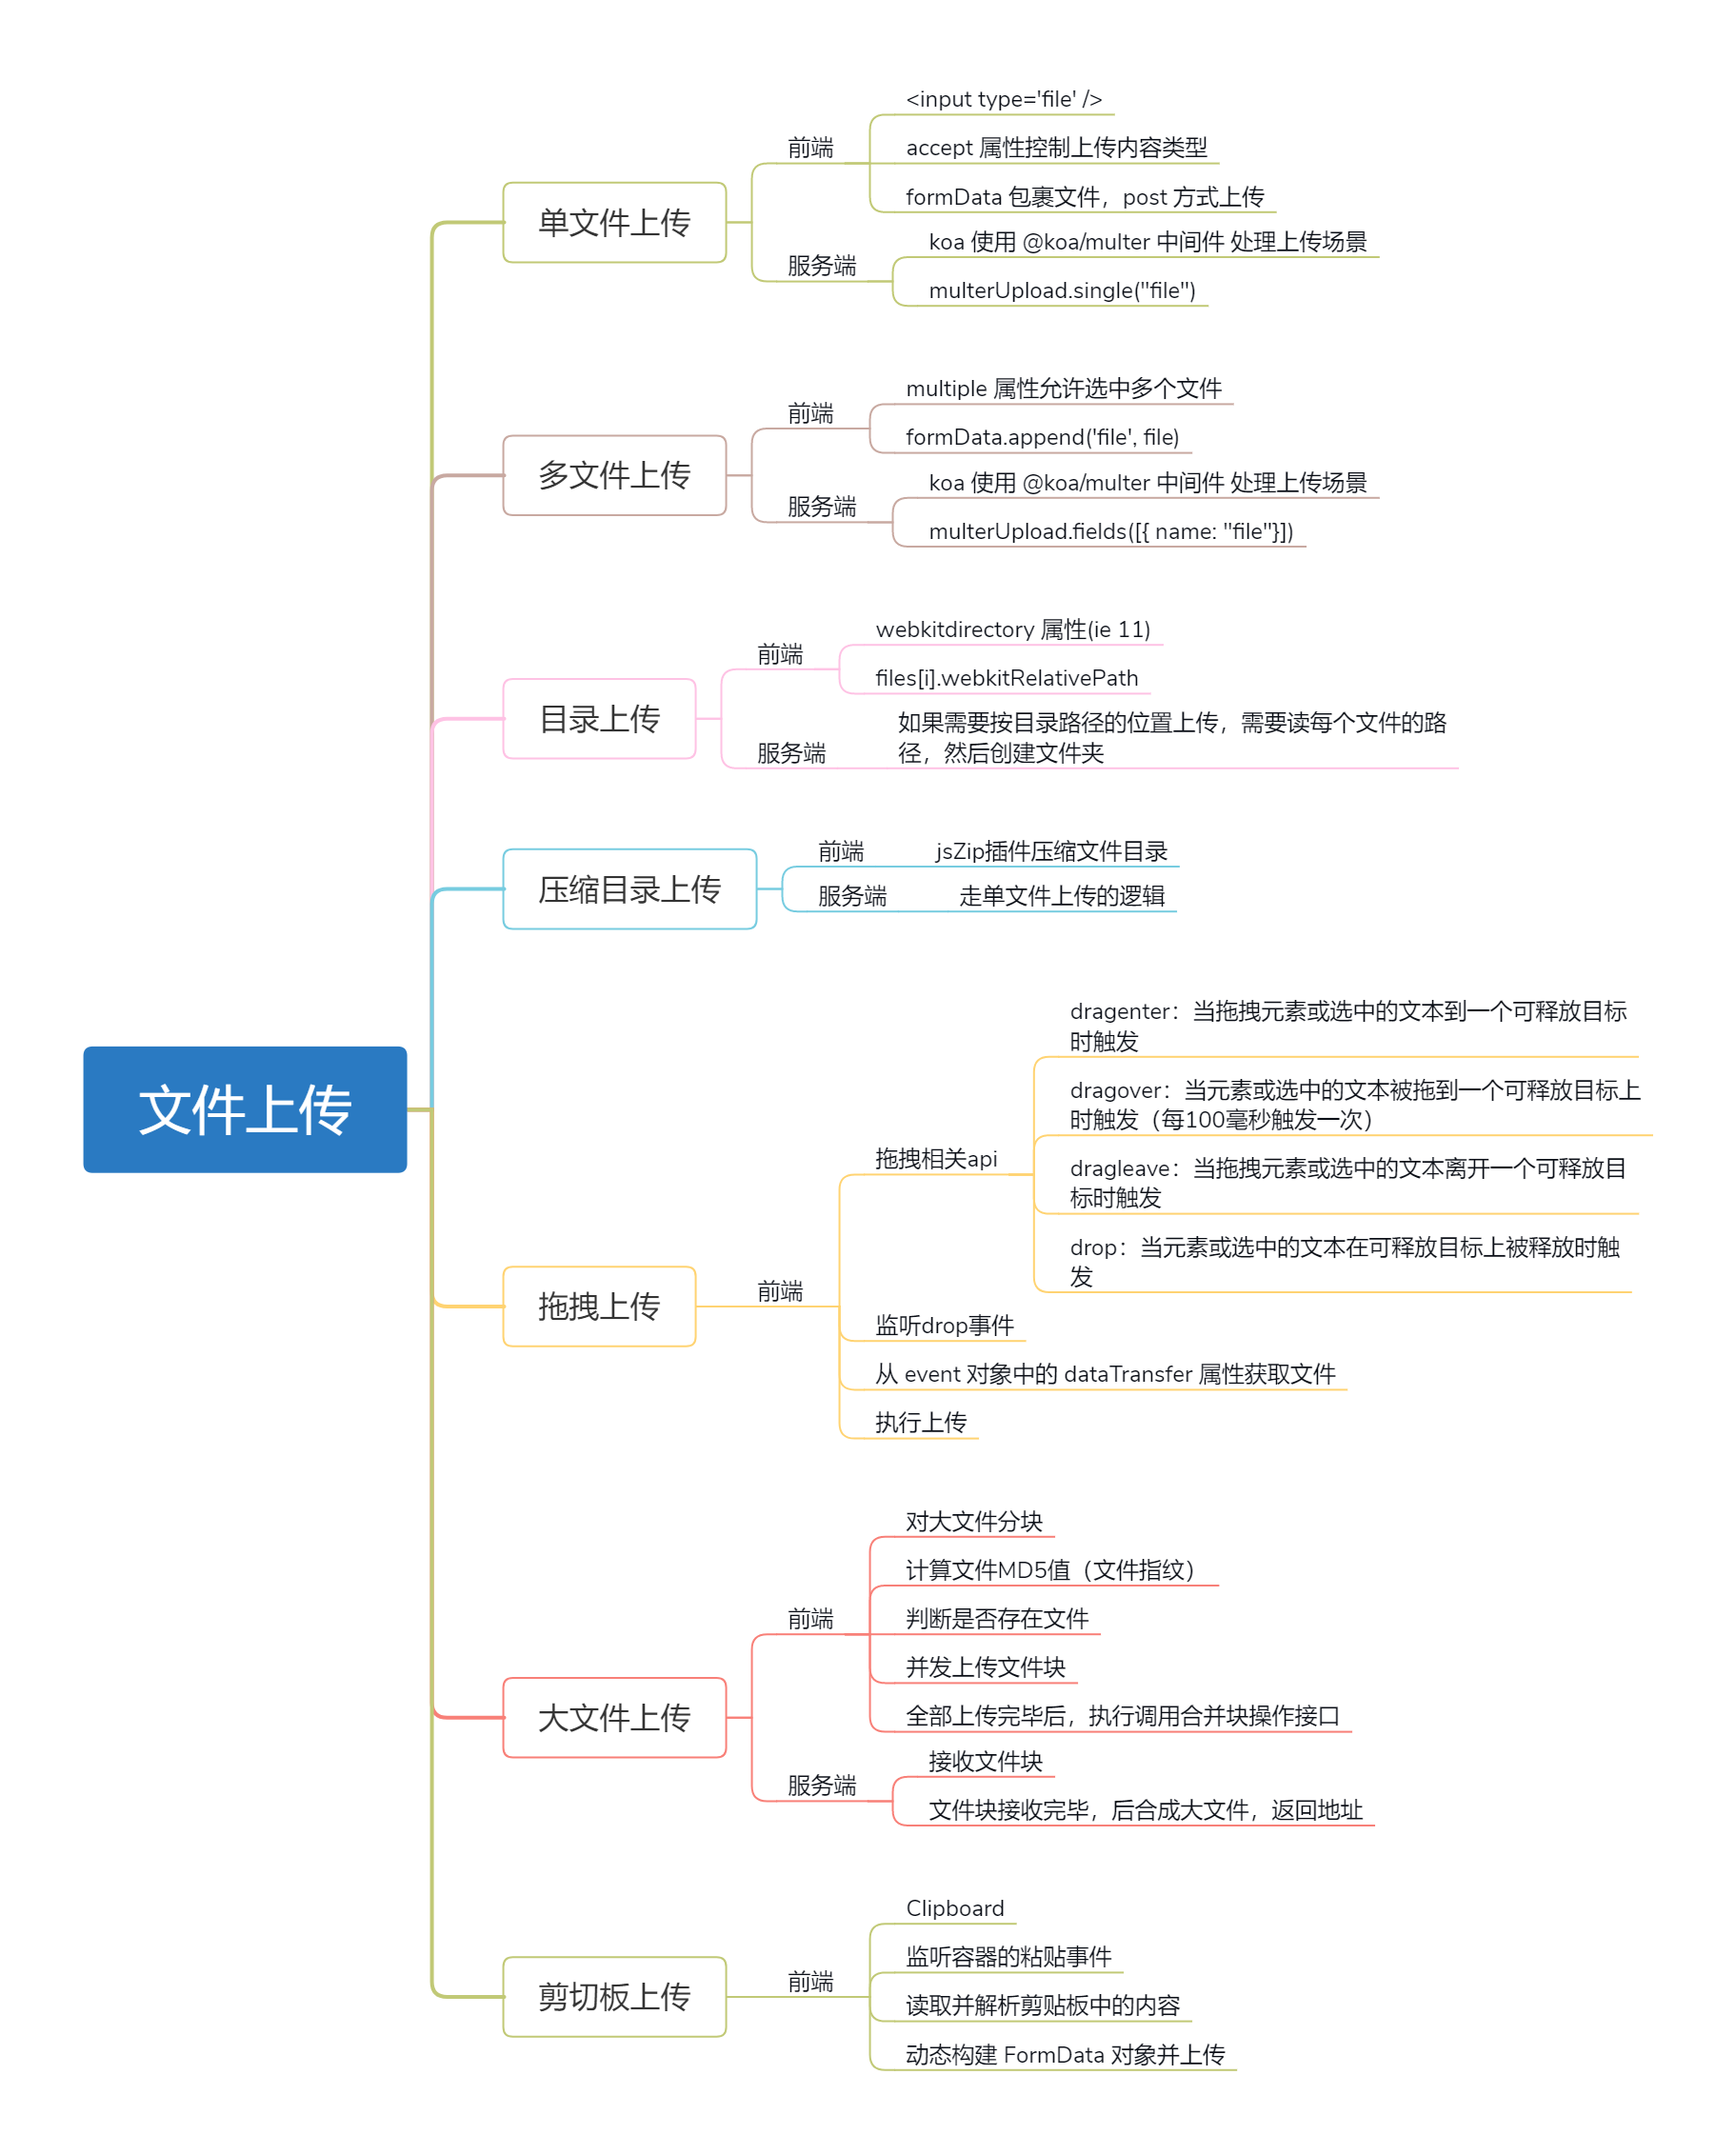 文件上传
单文件上传
前端
<input type='file' />
accept 属性控制上传内容类型
formData 包裹文件，post 方式上传
服务端
koa 使用 @koa/multer 中间件 处理上传场景
multerUpload.single("file")
多文件上传
前端
multiple 属性允许选中多个文件
formData.append('file', file)
服务端
koa 使用 @koa/multer 中间件 处理上传场景
multerUpload.fields([{ name: "file"}])
目录上传
前端
webkitdirectory 属性(ie 11)
files[i].webkitRelativePath
服务端
如果需要按目录路径的位置上传，需要读每个文件的路
径，然后创建文件夹
压缩目录上传
前端
jsZip插件压缩文件目录
服务端
走单文件上传的逻辑
拖拽上传
前端
拖拽相关api
dragenter：当拖拽元素或选中的文本到一个可释放目标
时触发
dragover：当元素或选中的文本被拖到一个可释放目标上
时触发（每100毫秒触发一次）
dragleave：当拖拽元素或选中的文本离开一个可释放目
标时触发
drop：当元素或选中的文本在可释放目标上被释放时触
发
监听drop事件
从 event 对象中的 dataTransfer 属性获取文件
执行上传
大文件上传
前端
对大文件分块
计算文件MD5值（文件指纹）
判断是否存在文件
并发上传文件块
全部上传完毕后，执行调用合并块操作接口
服务端
接收文件块
文件块接收完毕，后合成大文件，返回地址
剪切板上传
前端
Clipboard
监听容器的粘贴事件
读取并解析剪贴板中的内容
动态构建 FormData 对象并上传